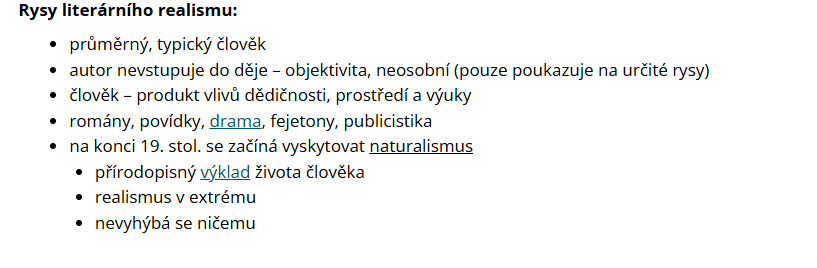 Rysy literárního realismu:
průměrný, typický člověk
autor nevstupuje do děje – objektivita, neosobní (pouze poukazuje na určité rysy)
člověk – produkt vlivů dědičnosti, prostředí a výuky
romány, povídky, drama, fejetony, publicistika
na konci 19. stol. se začíná vyskytovat naturalismus
přírodopisný výklad života člověka
realismus v extrému
nevyhýbá se ničemu